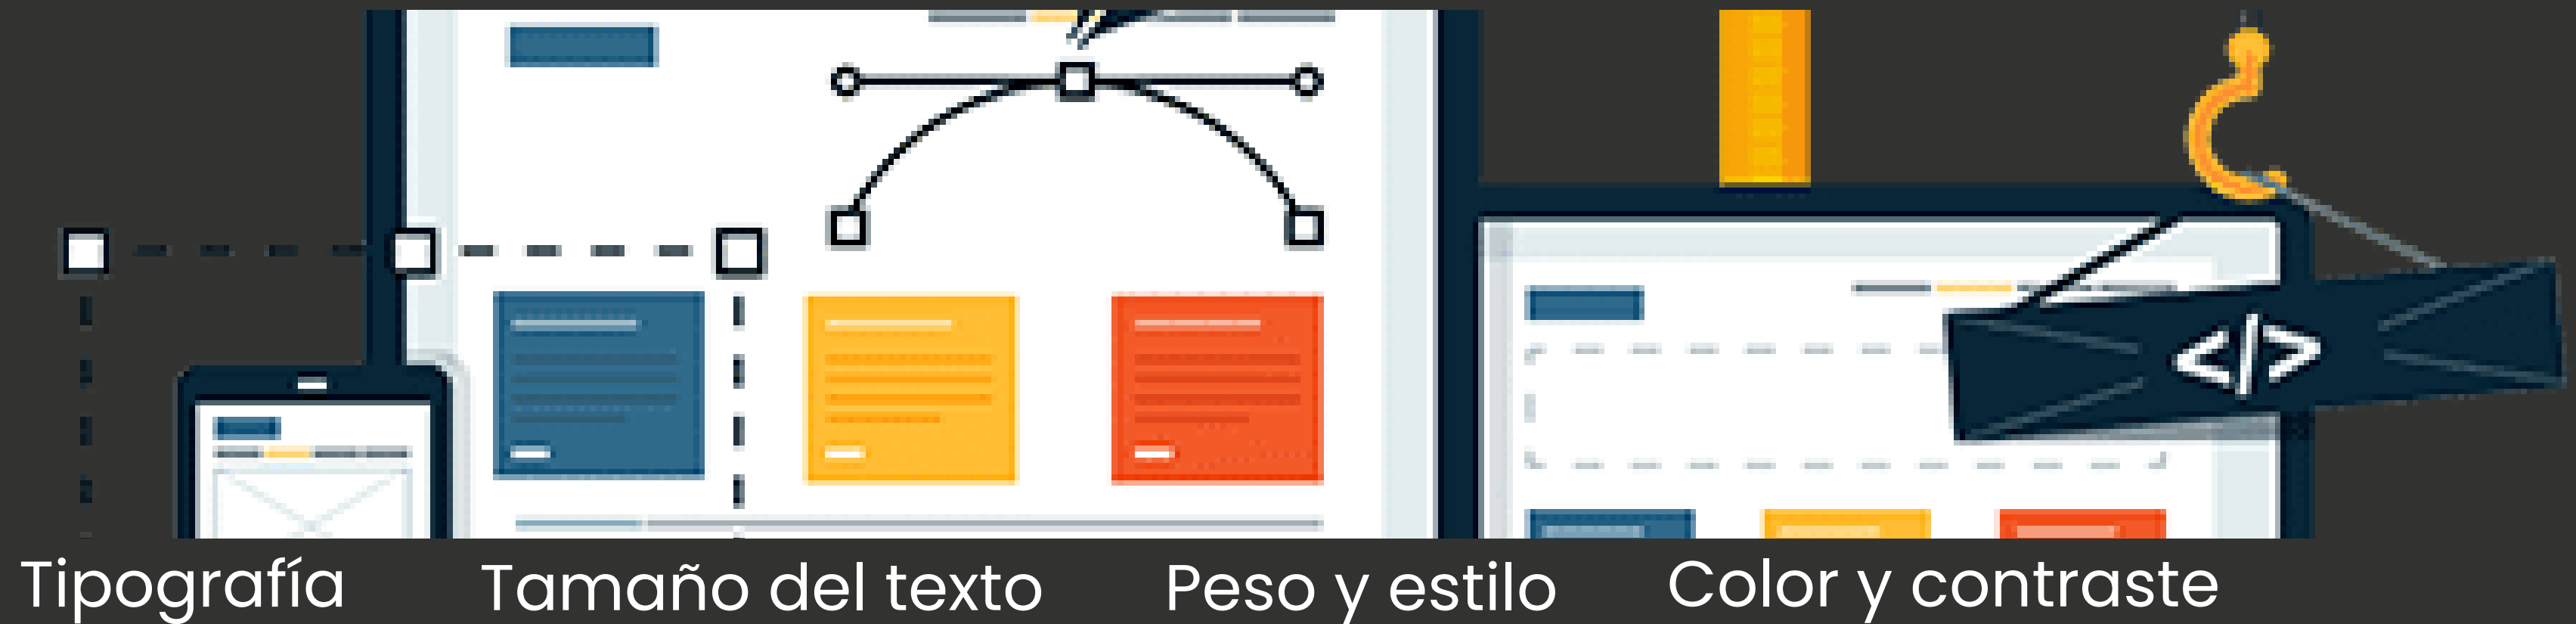 </>
Tipografía
Tamaño del texto
Peso y estilo
Color y contraste